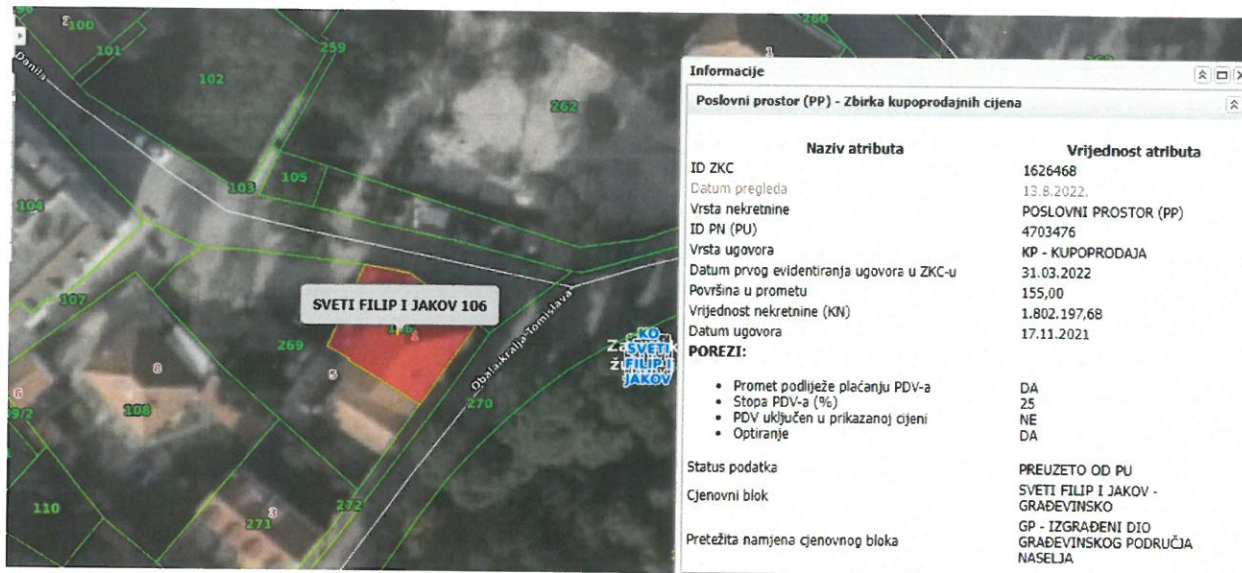 100
101
102
259
262
260
Danila
103
105
104
107
SVETI FILIP I JAKOV 106
269
Obala kralja Tomislava
270
KO
SVETI
FILIP I
JAKOV
5
8
6
108
110
3
271
272
Informacije
Poslovni prostor (PP) - Zbirka kupoprodajnih cijena
Naziv atributa Vrijednost atributa
ID ZKC 1626468
Datum pregleda 13.8.2022.
Vrsta nekretnine POSLOVNI PROSTOR (PP)
ID PN (PU) 4703476
Vrsta ugovora KP - KUPOPRODAJA
Datum prvog evidentiranja ugovora u ZKC-u 31.03.2022
Površina u prometu 155,00
Vrijednost nekretnine (KN) 1.802.197,68
Datum ugovora 17.11.2021
POREZI:
• Promet podliježe plaćanju PDV-a DA
• Stopa PDV-a (%) 25
• PDV uključen u prikazanoj cijeni NE
• Optiranje DA
Status podatka PREUZETO OD PU
Cjenovni blok SVETI FILIP I JAKOV -
GRAĐEVINSKO
Pretežita namjena cjenovnog bloka GP - IZGRAĐENI DIO
GRAĐEVINSKOG PODRUČJA
NASELJA